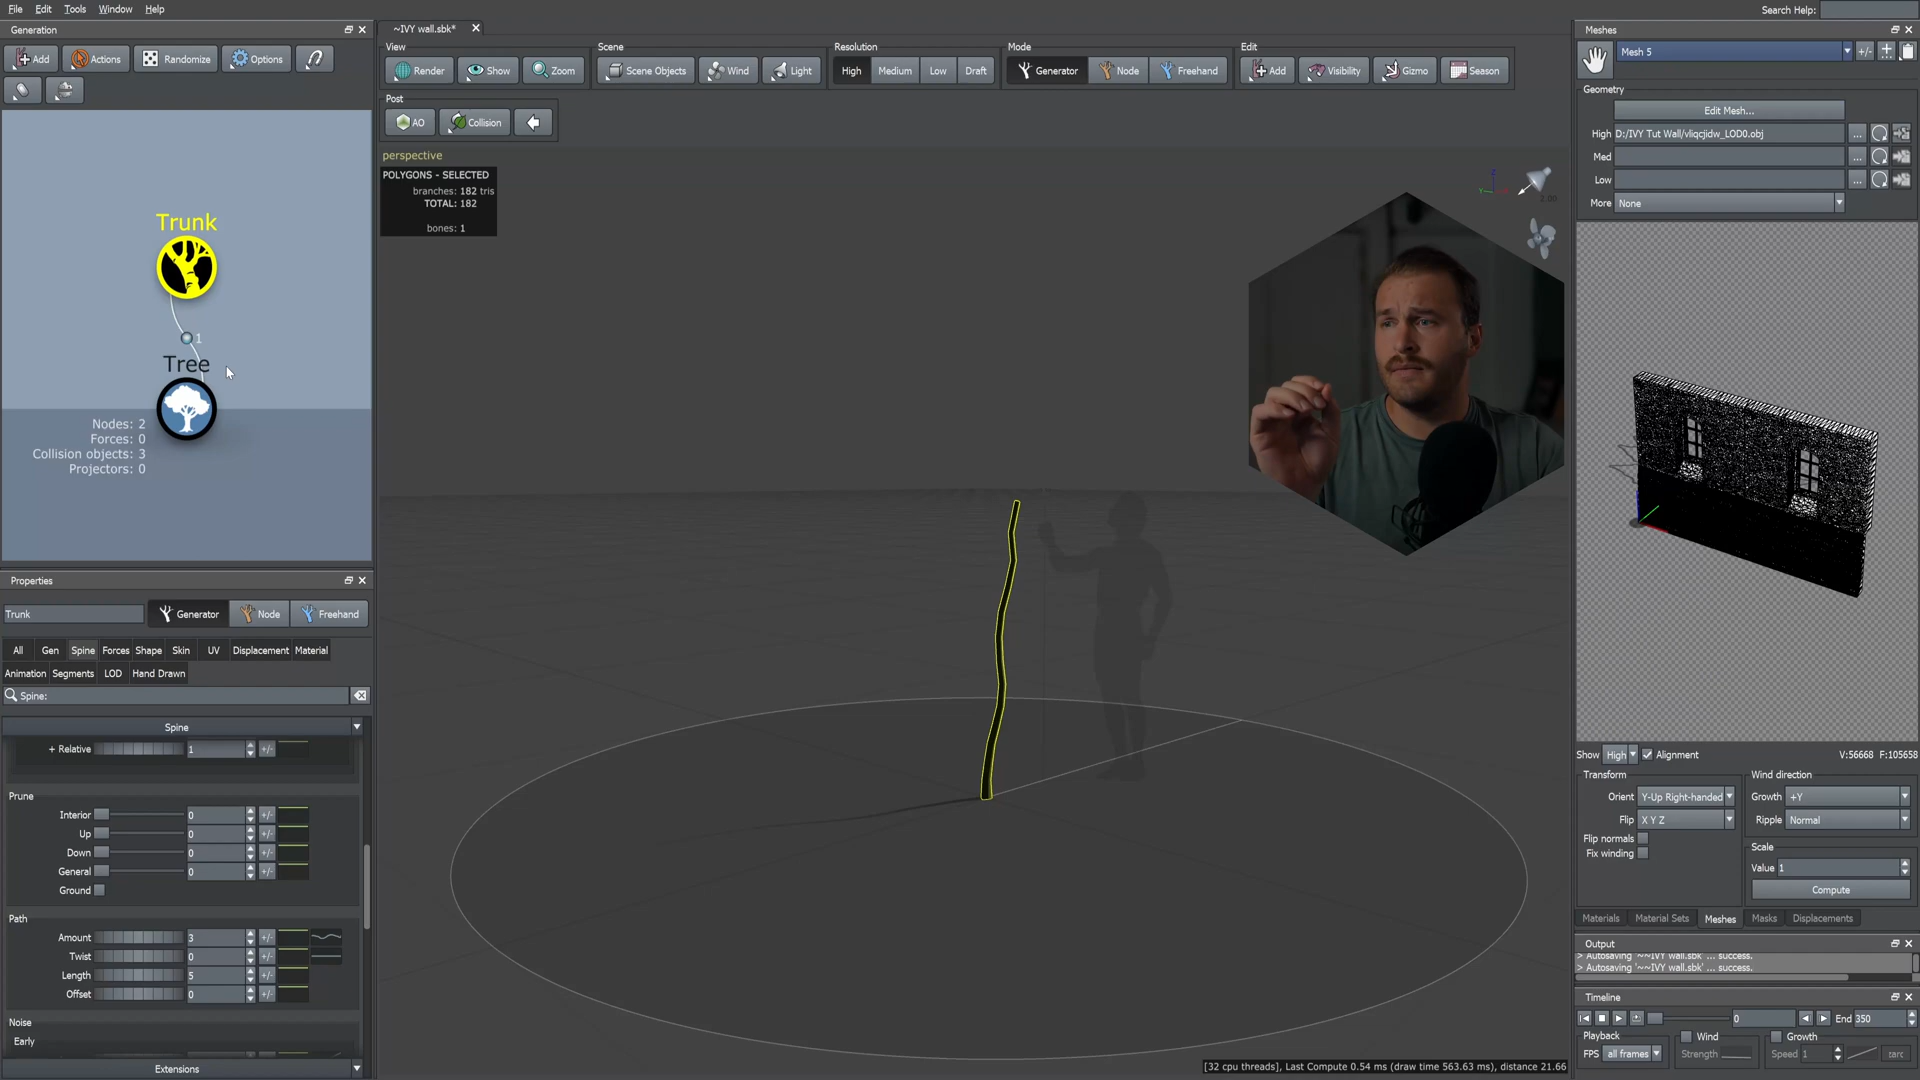 File Edit Tools Window Help
Search Help:
Generation
Add Actions Randomize Options
Trunk
1
Tree
Nodes: 2
Forces: 0
Collision objects: 3
Projectors: 0
Properties
Trunk Generator Node Freehand
All Gen Spine Forces Shape Skin UV Displacement Material
Animation Segments LOD Hand Drawn
Spine:
Spine
+ Relative 1 +/-
Prune
Interior 0 +/-
Up 0 +/-
Down 0 +/-
General 0 +/-
Ground
Path
Amount 3 +/-
Twist 0 +/-
Length 5 +/-
Offset 0 +/-
Noise
Early
Extensions
~IVY wall.sbk*
View Scene Resolution Mode Edit
Render Show Zoom Scene Objects Wind Light High Medium Low Draft Generator Node Freehand Add Visibility Gizmo Season
Post
AO Collision
perspective
POLYGONS - SELECTED
branches: 182 tris
TOTAL: 182
bones: 1
Z
Y
2.00
[32 cpu threads], Last Compute 0.54 ms (draw time 563.63 ms), distance 21.66
Meshes
Mesh 5 +/-
Geometry
Edit Mesh...
High D:/IVY Tut Wall/vliqcjidw_LOD0.obj ...
Med ...
Low ...
More None
Show High Alignment V:56668 F:105658
Transform Wind direction
Orient Y-Up Right-handed Growth +Y
Flip X Y Z Ripple Normal
Flip normals
Fix winding
Scale
Value 1
Compute
Materials Material Sets Meshes Masks Displacements
Output
> Autosaving '~~IVY wall.sbk' ... success.
> Autosaving '~~IVY wall.sbk' ... success.
Timeline
0 End 350
Playback Wind Growth
FPS all frames Strength Speed 1